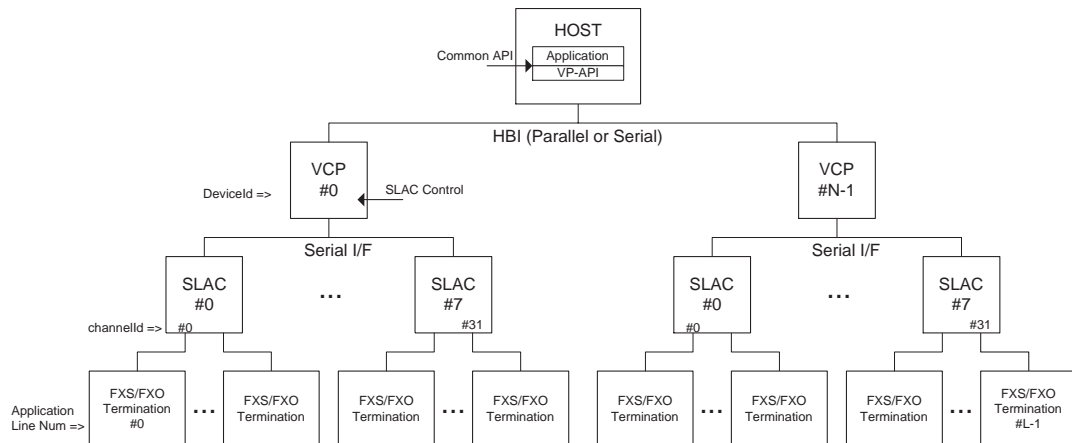 HOST
Common API
Application
VP-API
HBI (Parallel or Serial)
VCP
#0
VCP
#N-1
DeviceId =>
SLAC Control
Serial I/F
Serial I/F
SLAC
#0
#0
...
SLAC
#7
#31
SLAC
#0
#0
...
SLAC
#7
#31
channelId =>
Application
Line Num =>
FXS/FXO
Termination
#0
...
FXS/FXO
Termination
FXS/FXO
Termination
...
FXS/FXO
Termination
FXS/FXO
Termination
...
FXS/FXO
Termination
FXS/FXO
Termination
...
FXS/FXO
Termination
#L-1